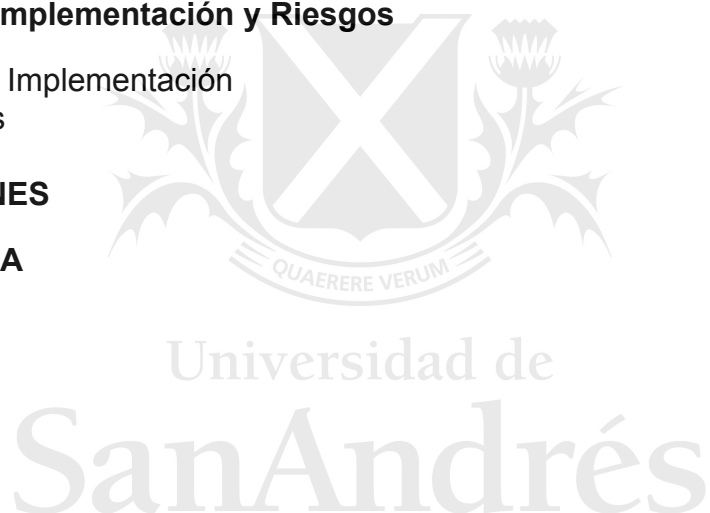 mplementación y Riesgos
Implementación
s
NES
A
QUAERERE VERUM
Universidad de
SanAndrés